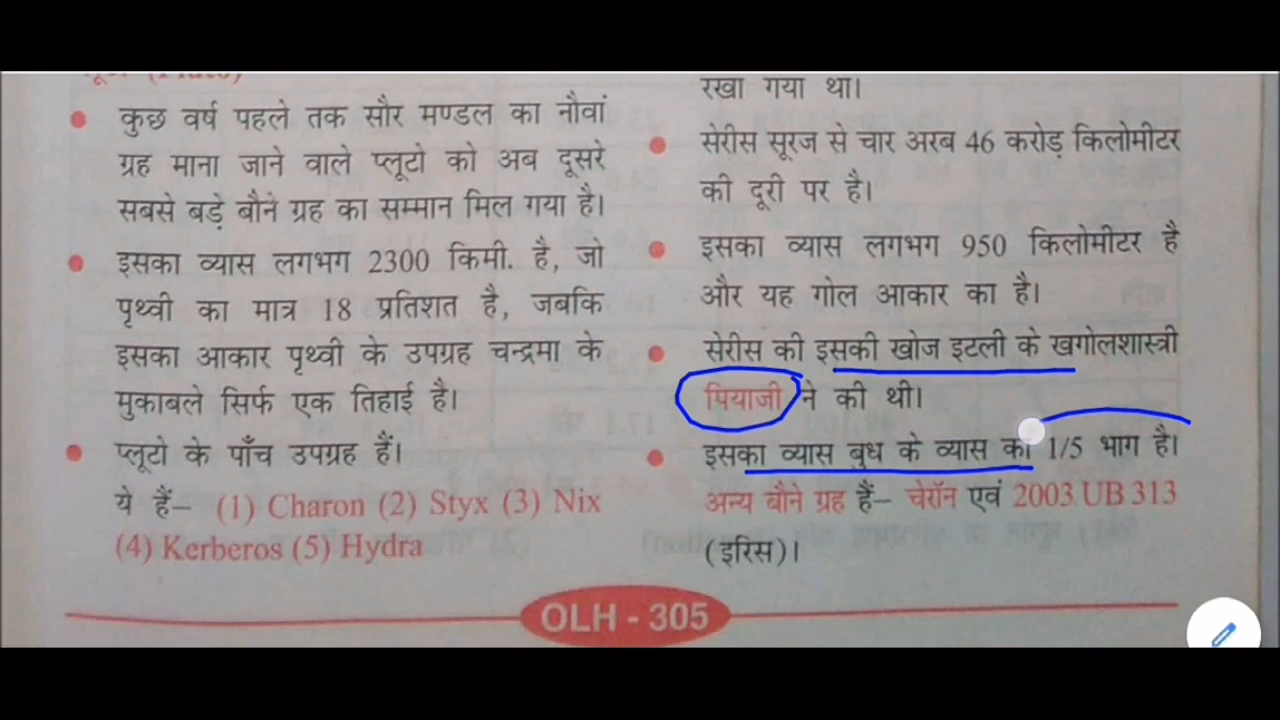 कुछ वर्ष पहले तक सौर मण्डल का नौवां
ग्रह माना जाने वाले प्लूटो को अब दूसरे
सबसे बड़े बौने ग्रह का सम्मान मिल गया है।
इसका व्यास लगभग 2300 किमी. है, जो
पृथ्वी का मात्र 18 प्रतिशत है, जबकि
इसका आकार पृथ्वी के उपग्रह चन्द्रमा के
मुकाबले सिर्फ एक तिहाई है।
प्लूटो के पाँच उपग्रह हैं।
ये हैं– (1) Charon (2) Styx (3) Nix
(4) Kerberos (5) Hydra
रखा गया था।
सेरीस सूरज से चार अरब 46 करोड़ किलोमीटर
की दूरी पर है।
इसका व्यास लगभग 950 किलोमीटर है
और यह गोल आकार का है।
सेरीस की इसकी खोज इटली के खगोलशास्त्री
पियाजी ने की थी।
इसका व्यास बुध के व्यास का 1/5 भाग है।
अन्य बौने ग्रह हैं– चेरॉन एवं 2003 UB 313
(इरिस)।
OLH - 305